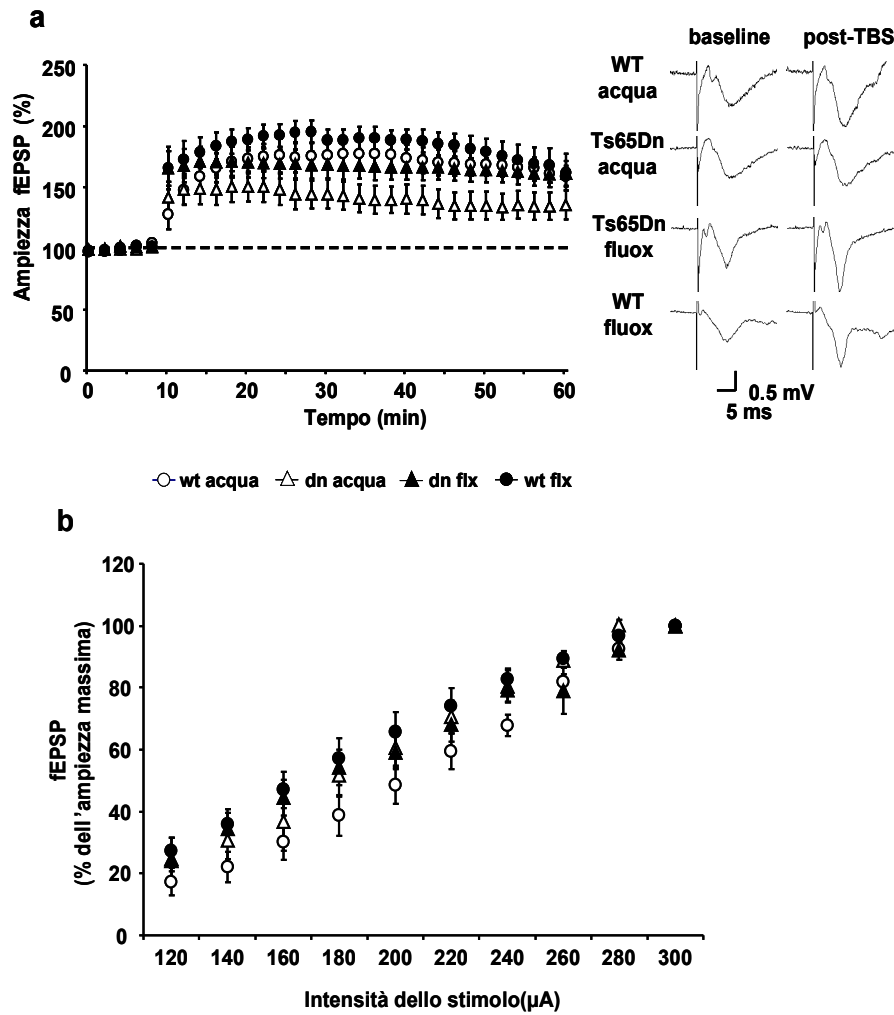 a
Ampiezza fEPSP (%)
250
200
150
100
50
0
0
10
20
30
40
50
60
Tempo (min)
baseline
post-TBS
WT
acqua
Ts65Dn
acqua
Ts65Dn
fluox
WT
fluox
0.5 mV
5 ms
wt acqua
dn acqua
dn flx
wt flx
b
fEPSP
(% dell'ampiezza massima)
120
100
80
60
40
20
0
120
140
160
180
200
220
240
260
280
300
Intensità dello stimolo(µA)